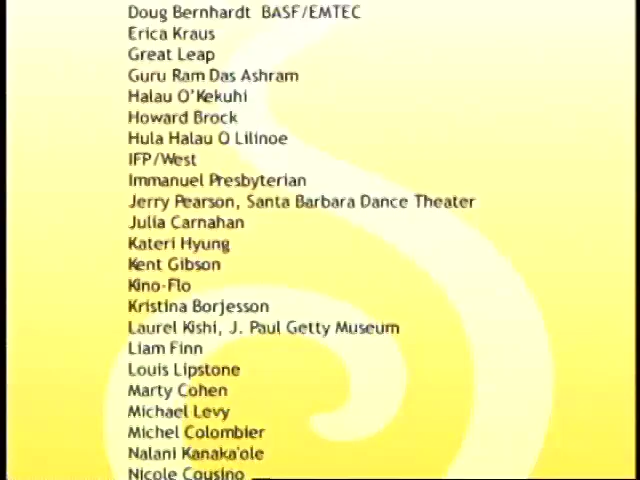 Doug Bernhardt  BASF/EMTEC
Erica Kraus
Great Leap
Guru Ram Das Ashram
Halau O'Kekuhi
Howard Brock
Hula Halau O Lilinoe
IFP/West
Immanuel Presbyterian
Jerry Pearson, Santa Barbara Dance Theater
Julia Carnahan
Kateri Hyung
Kent Gibson
Kino-Flo
Kristina Borjesson
Laurel Kishi, J. Paul Getty Museum
Liam Finn
Louis Lipstone
Marty Cohen
Michael Levy
Michel Colombier
Nalani Kanaka'ole
Nicole Cousino